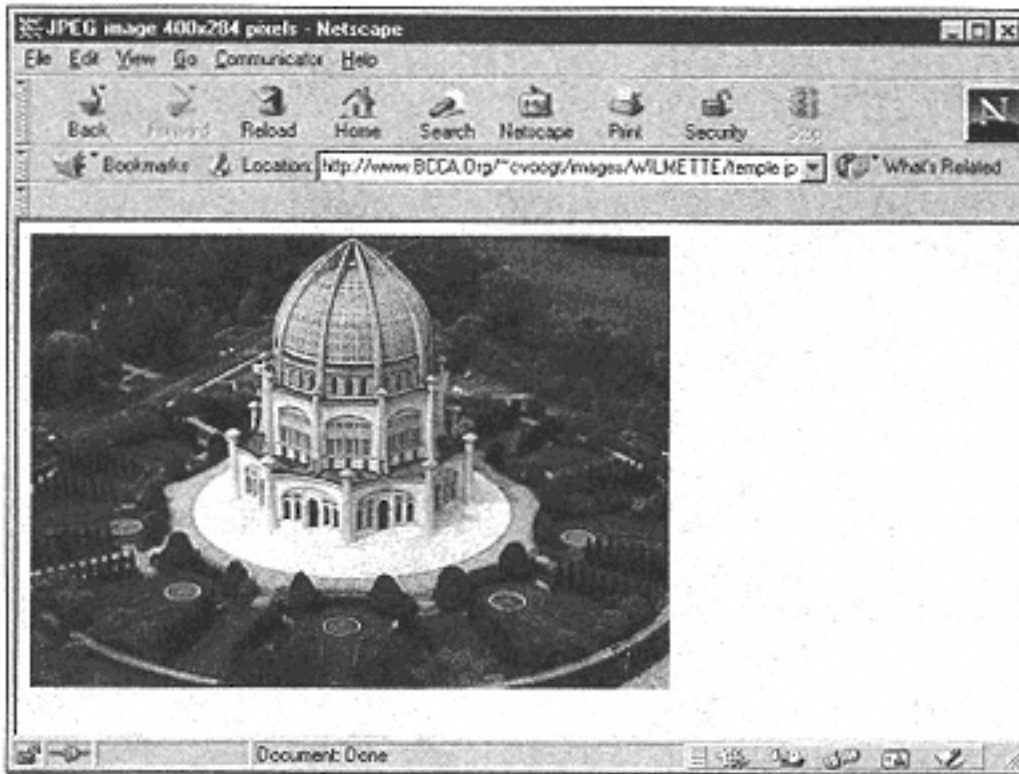 JPEG image 400x284 pixels - Netscape
File Edit View Go Communicator Help
Back Forward Reload Home Search Netscape Print Security Stop
N
Bookmarks Location: http://www.BCCA.Org/~cvoogt/images/WILMETTE/temple.jp What's Related
Document: Done